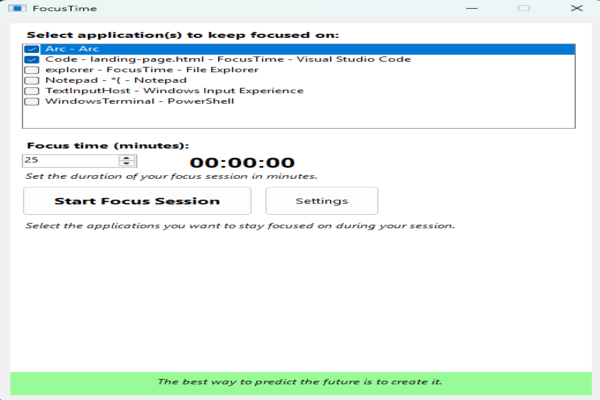 FocusTime
Select application(s) to keep focused on:
Arc - Arc
Code - landing-page.html - FocusTime - Visual Studio Code
explorer - FocusTime - File Explorer
Notepad - *{ - Notepad
TextInputHost - Windows Input Experience
WindowsTerminal - PowerShell
Focus time (minutes):
25
00:00:00
Set the duration of your focus session in minutes.
Start Focus Session
Settings
Select the applications you want to stay focused on during your session.
The best way to predict the future is to create it.